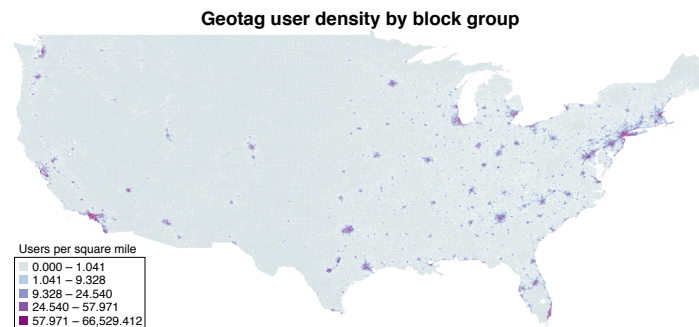 Geotag user density by block group
Users per square mile
0.000 – 1.041
1.041 – 9.328
9.328 – 24.540
24.540 – 57.971
57.971 – 66,529.412